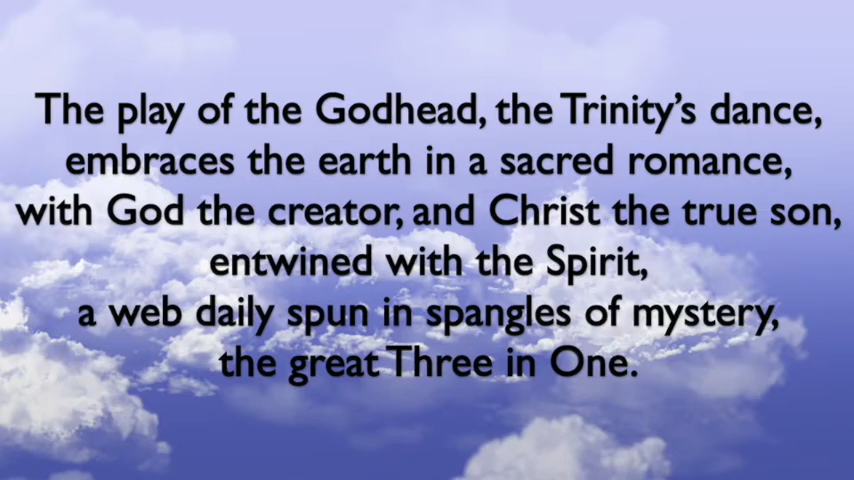 The play of the Godhead, the Trinity’s dance,
embraces the earth in a sacred romance,
with God the creator, and Christ the true son,
entwined with the Spirit,
a web daily spun in spangles of mystery,
the great Three in One.